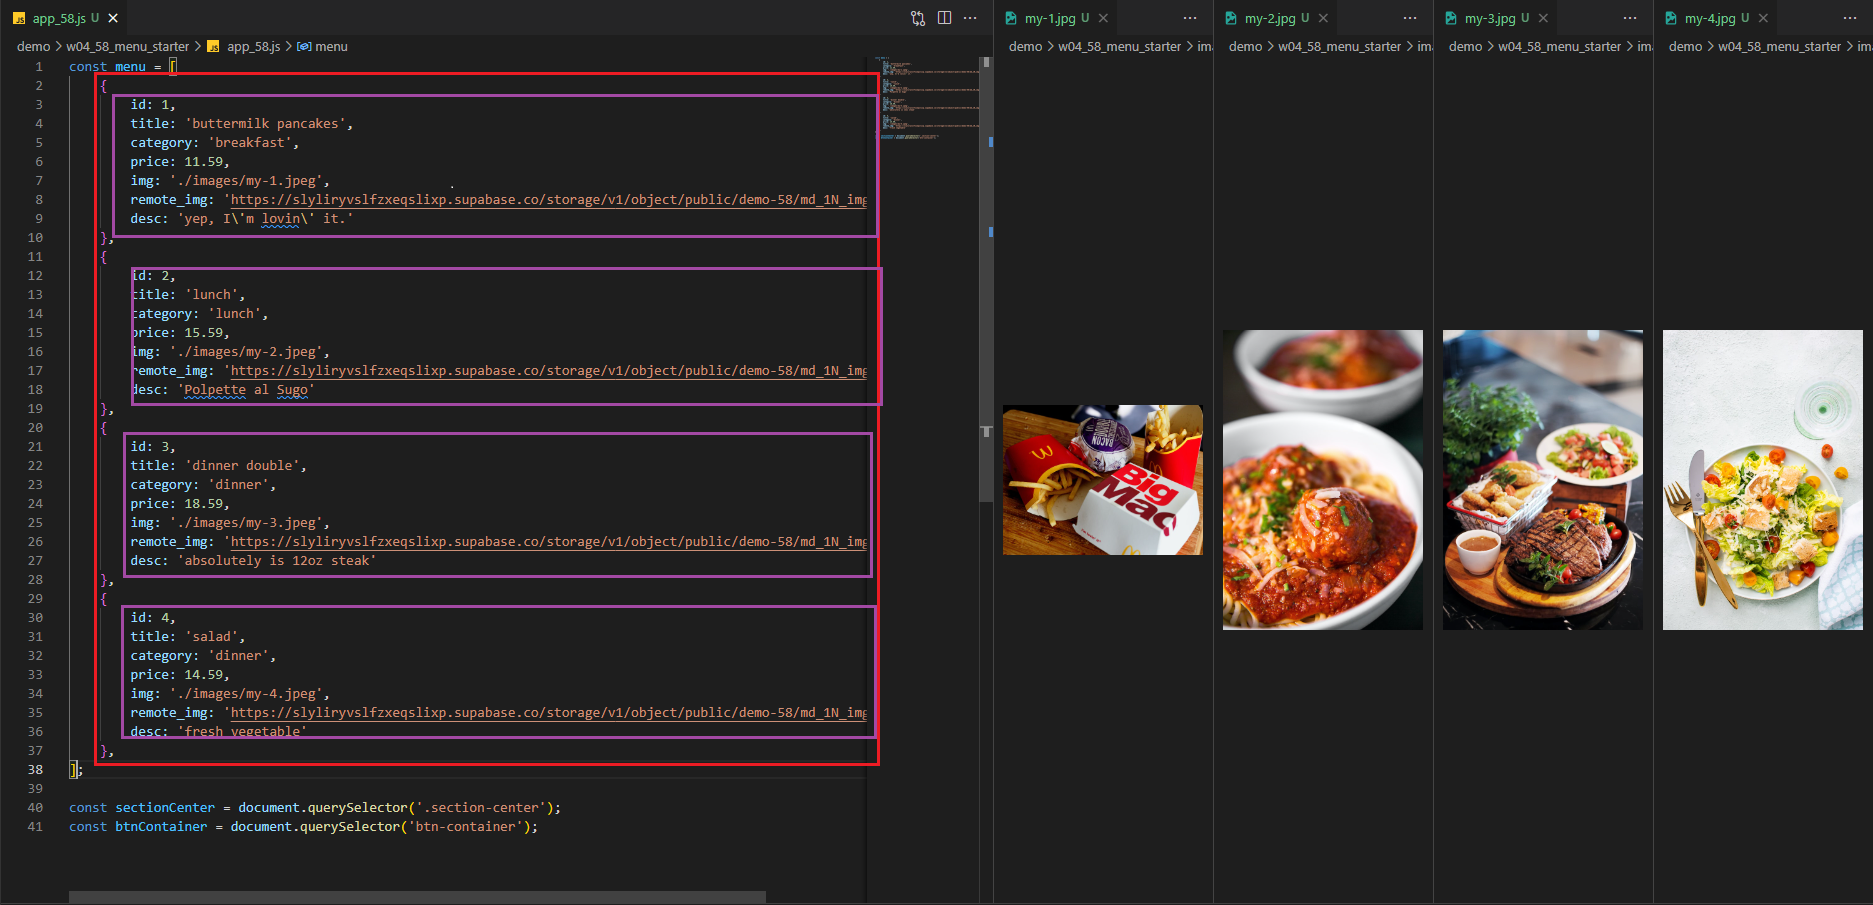 app_58.js U
my-1.jpg U
my-2.jpg U
my-3.jpg U
my-4.jpg U
demo > w04_58_menu_starter > app_58.js > menu
demo > w04_58_menu_starter > ima
demo > w04_58_menu_starter > ima
demo > w04_58_menu_starter > ima
demo > w04_58_menu_starter > im
1 const menu = [
2 {
3 id: 1,
4 title: 'buttermilk pancakes',
5 category: 'breakfast',
6 price: 11.59,
7 img: './images/my-1.jpeg',
8 remote_img: 'https://slyliryvslfzxeqslixp.supabase.co/storage/v1/object/public/demo-58/md_1N_img
9 desc: 'yep, I\'m lovin\' it.'
10 },
11 {
12 id: 2,
13 title: 'lunch',
14 category: 'lunch',
15 price: 15.59,
16 img: './images/my-2.jpeg',
17 remote_img: 'https://slyliryvslfzxeqslixp.supabase.co/storage/v1/object/public/demo-58/md_1N_img
18 desc: 'Polpette al Sugo'
19 },
20 {
21 id: 3,
22 title: 'dinner double',
23 category: 'dinner',
24 price: 18.59,
25 img: './images/my-3.jpeg',
26 remote_img: 'https://slyliryvslfzxeqslixp.supabase.co/storage/v1/object/public/demo-58/md_1N_img
27 desc: 'absolutely is 12oz steak'
28 },
29 {
30 id: 4,
31 title: 'salad',
32 category: 'dinner',
33 price: 14.59,
34 img: './images/my-4.jpeg',
35 remote_img: 'https://slyliryvslfzxeqslixp.supabase.co/storage/v1/object/public/demo-58/md_1N_img
36 desc: 'fresh vegetable'
37 },
38 ];
39
40 const sectionCenter = document.querySelector('.section-center');
41 const btnContainer = document.querySelector('btn-container');
BACON
Big
Mac